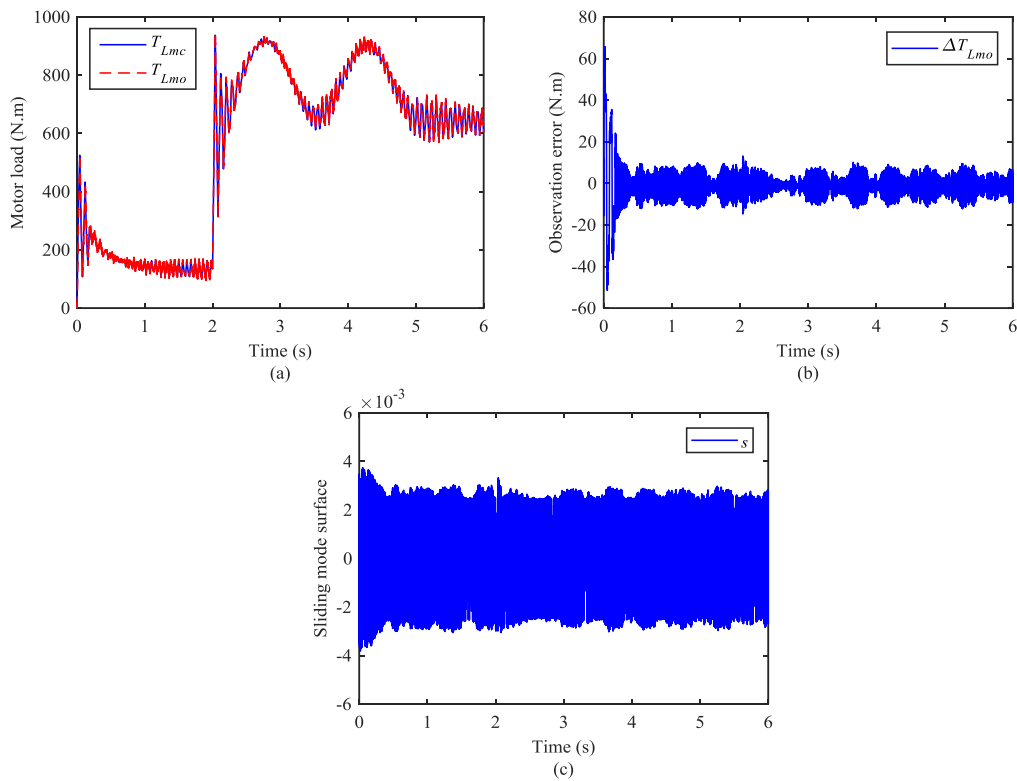 1000
800
600
400
200
0
Motor load (N.m)
T_Lmc
T_Lmo
0 1 2 3 4 5 6
Time (s)
(a)
80
60
40
20
0
-20
-40
-60
Observation error (N.m)
ΔT_Lmo
0 1 2 3 4 5 6
Time (s)
(b)
×10^-3
6
4
2
0
-2
-4
-6
Sliding mode surface
s
0 1 2 3 4 5 6
Time (s)
(c)